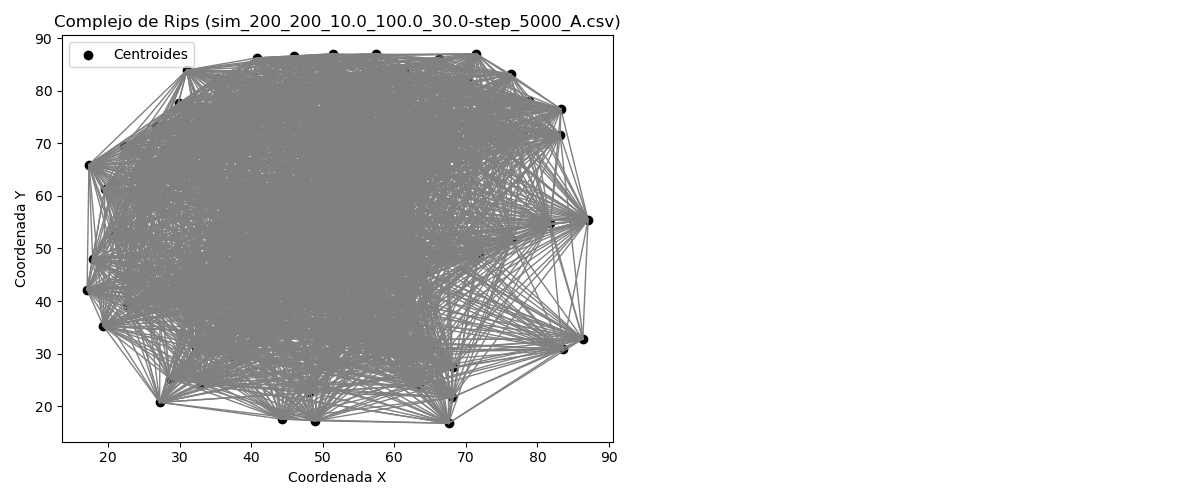 Complejo de Rips (sim_200_200_10.0_100.0_30.0-step_5000_A.csv)
Centroides
90
80
70
60
50
40
30
20
Coordenada Y
20 30 40 50 60 70 80 90
Coordenada X